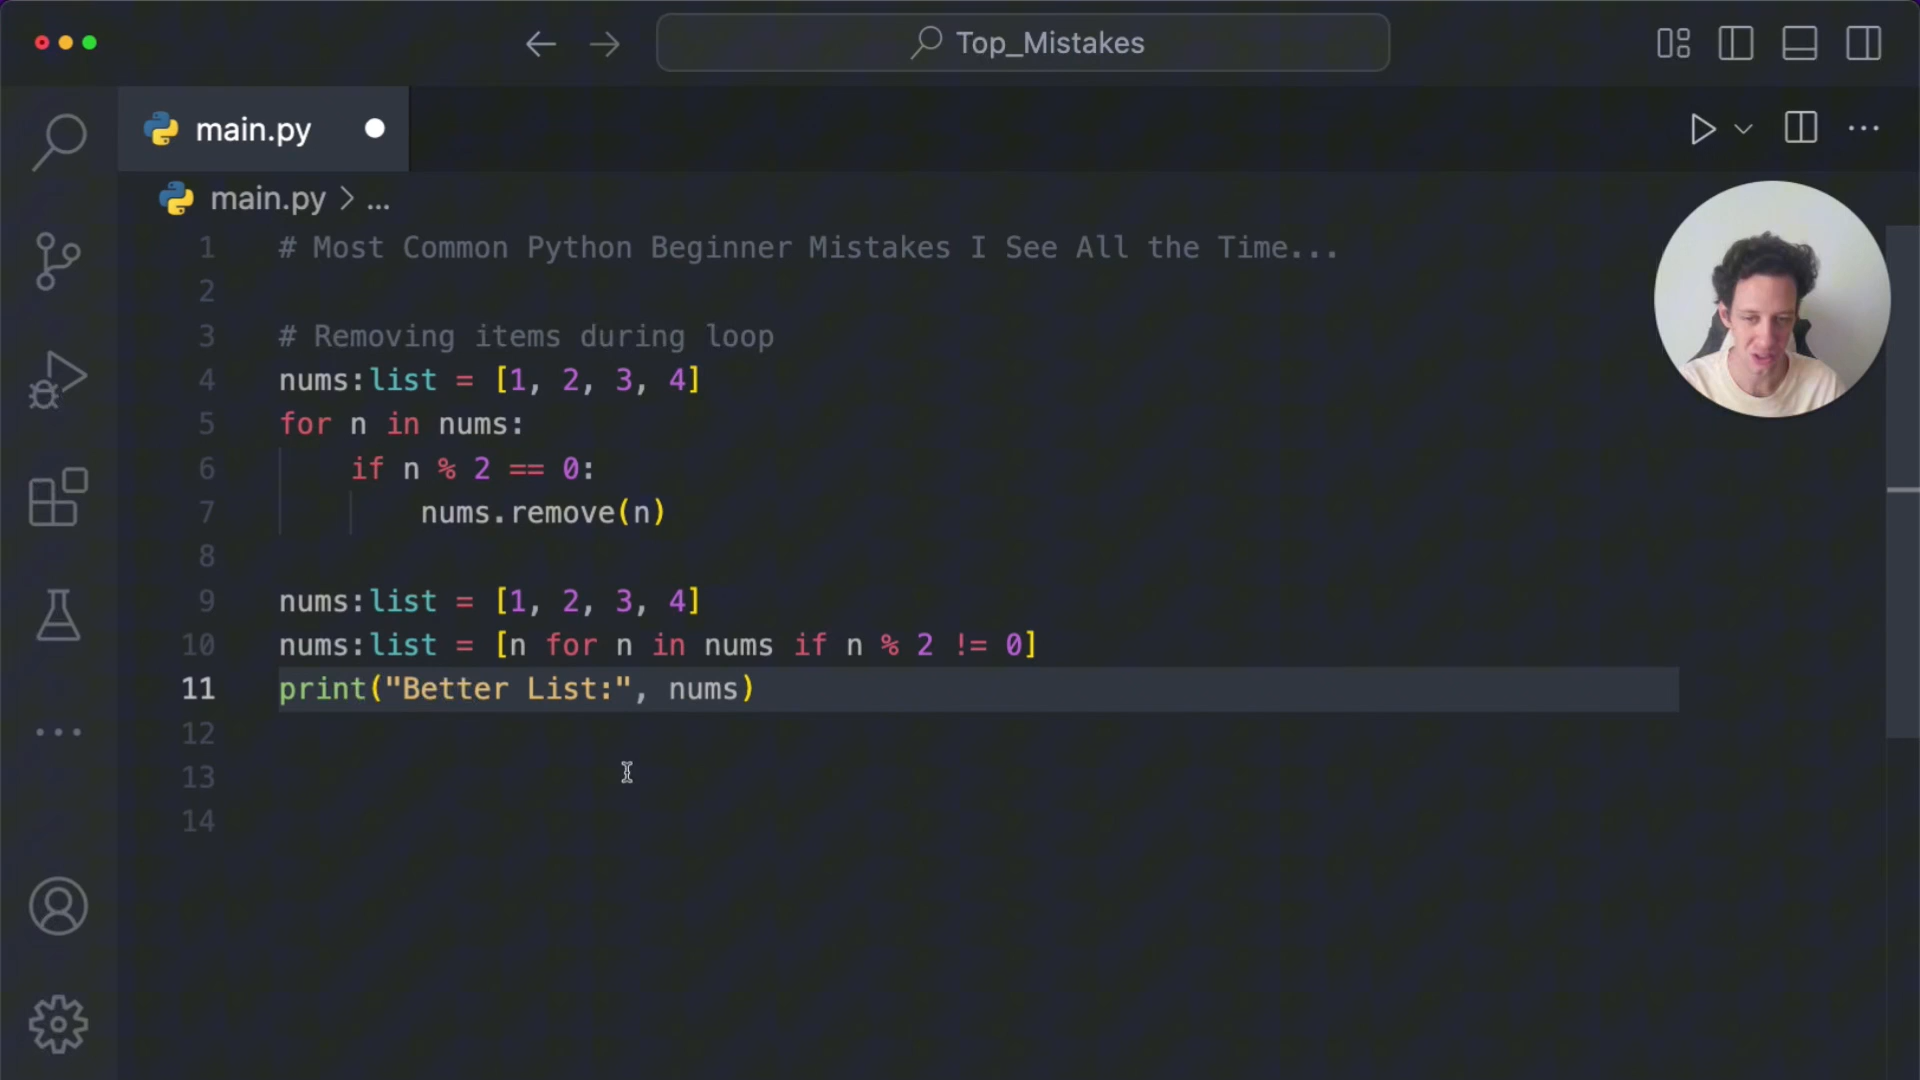 Top_Mistakes
main.py
main.py > ...
1 # Most Common Python Beginner Mistakes I See All the Time...
2
3 # Removing items during loop
4 nums:list = [1, 2, 3, 4]
5 for n in nums:
6     if n % 2 == 0:
7         nums.remove(n)
8
9 nums:list = [1, 2, 3, 4]
10 nums:list = [n for n in nums if n % 2 != 0]
11 print("Better List:", nums)
12
13
14